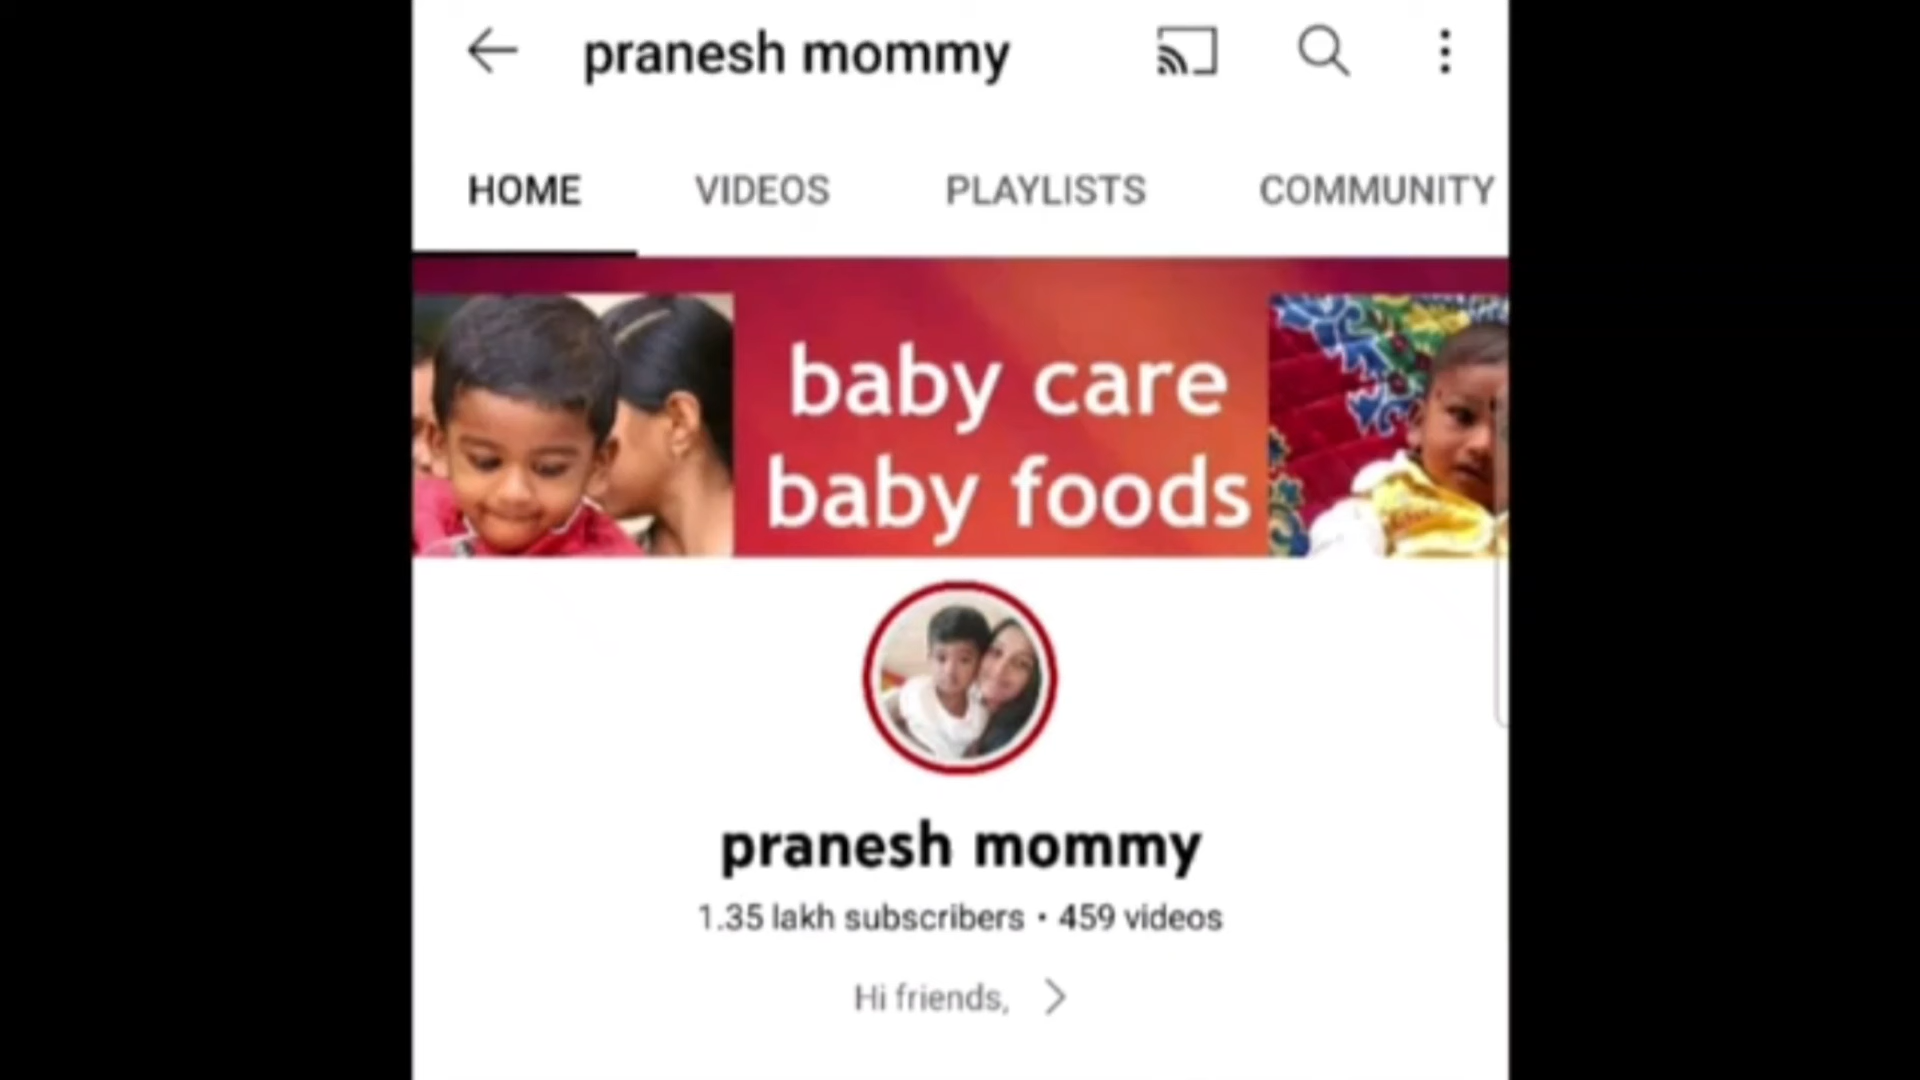 pranesh mommy
HOME VIDEOS PLAYLISTS COMMUNITY
baby care
baby foods
pranesh mommy
1.35 lakh subscribers • 459 videos
Hi friends,